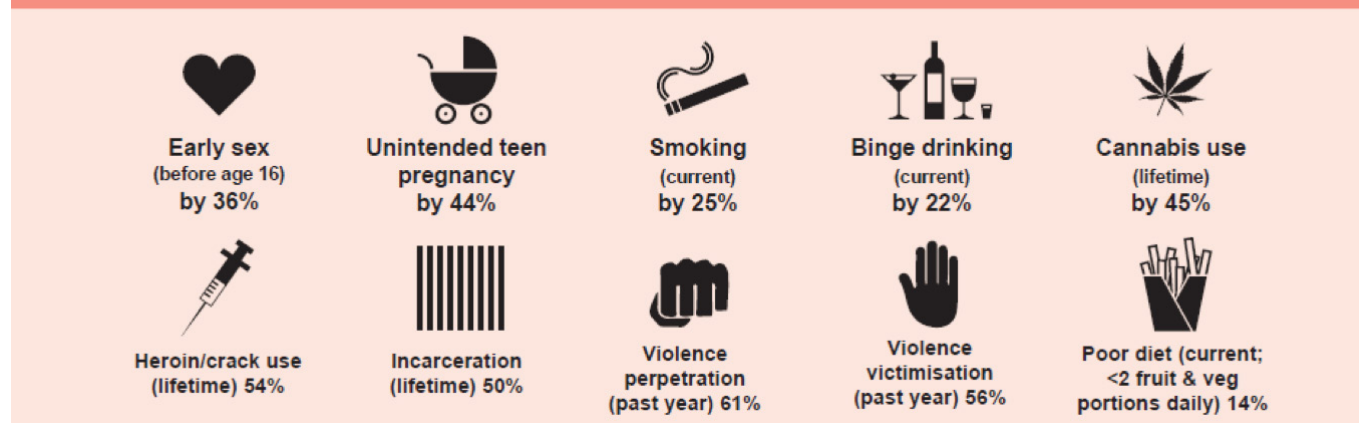 Early sex
(before age 16)
by 36%
Unintended teen
pregnancy
by 44%
Smoking
(current)
by 25%
Binge drinking
(current)
by 22%
Cannabis use
(lifetime)
by 45%
Heroin/crack use
(lifetime) 54%
Incarceration
(lifetime) 50%
Violence
perpetration
(past year) 61%
Violence
victimisation
(past year) 56%
Poor diet (current;
<2 fruit & veg
portions daily) 14%